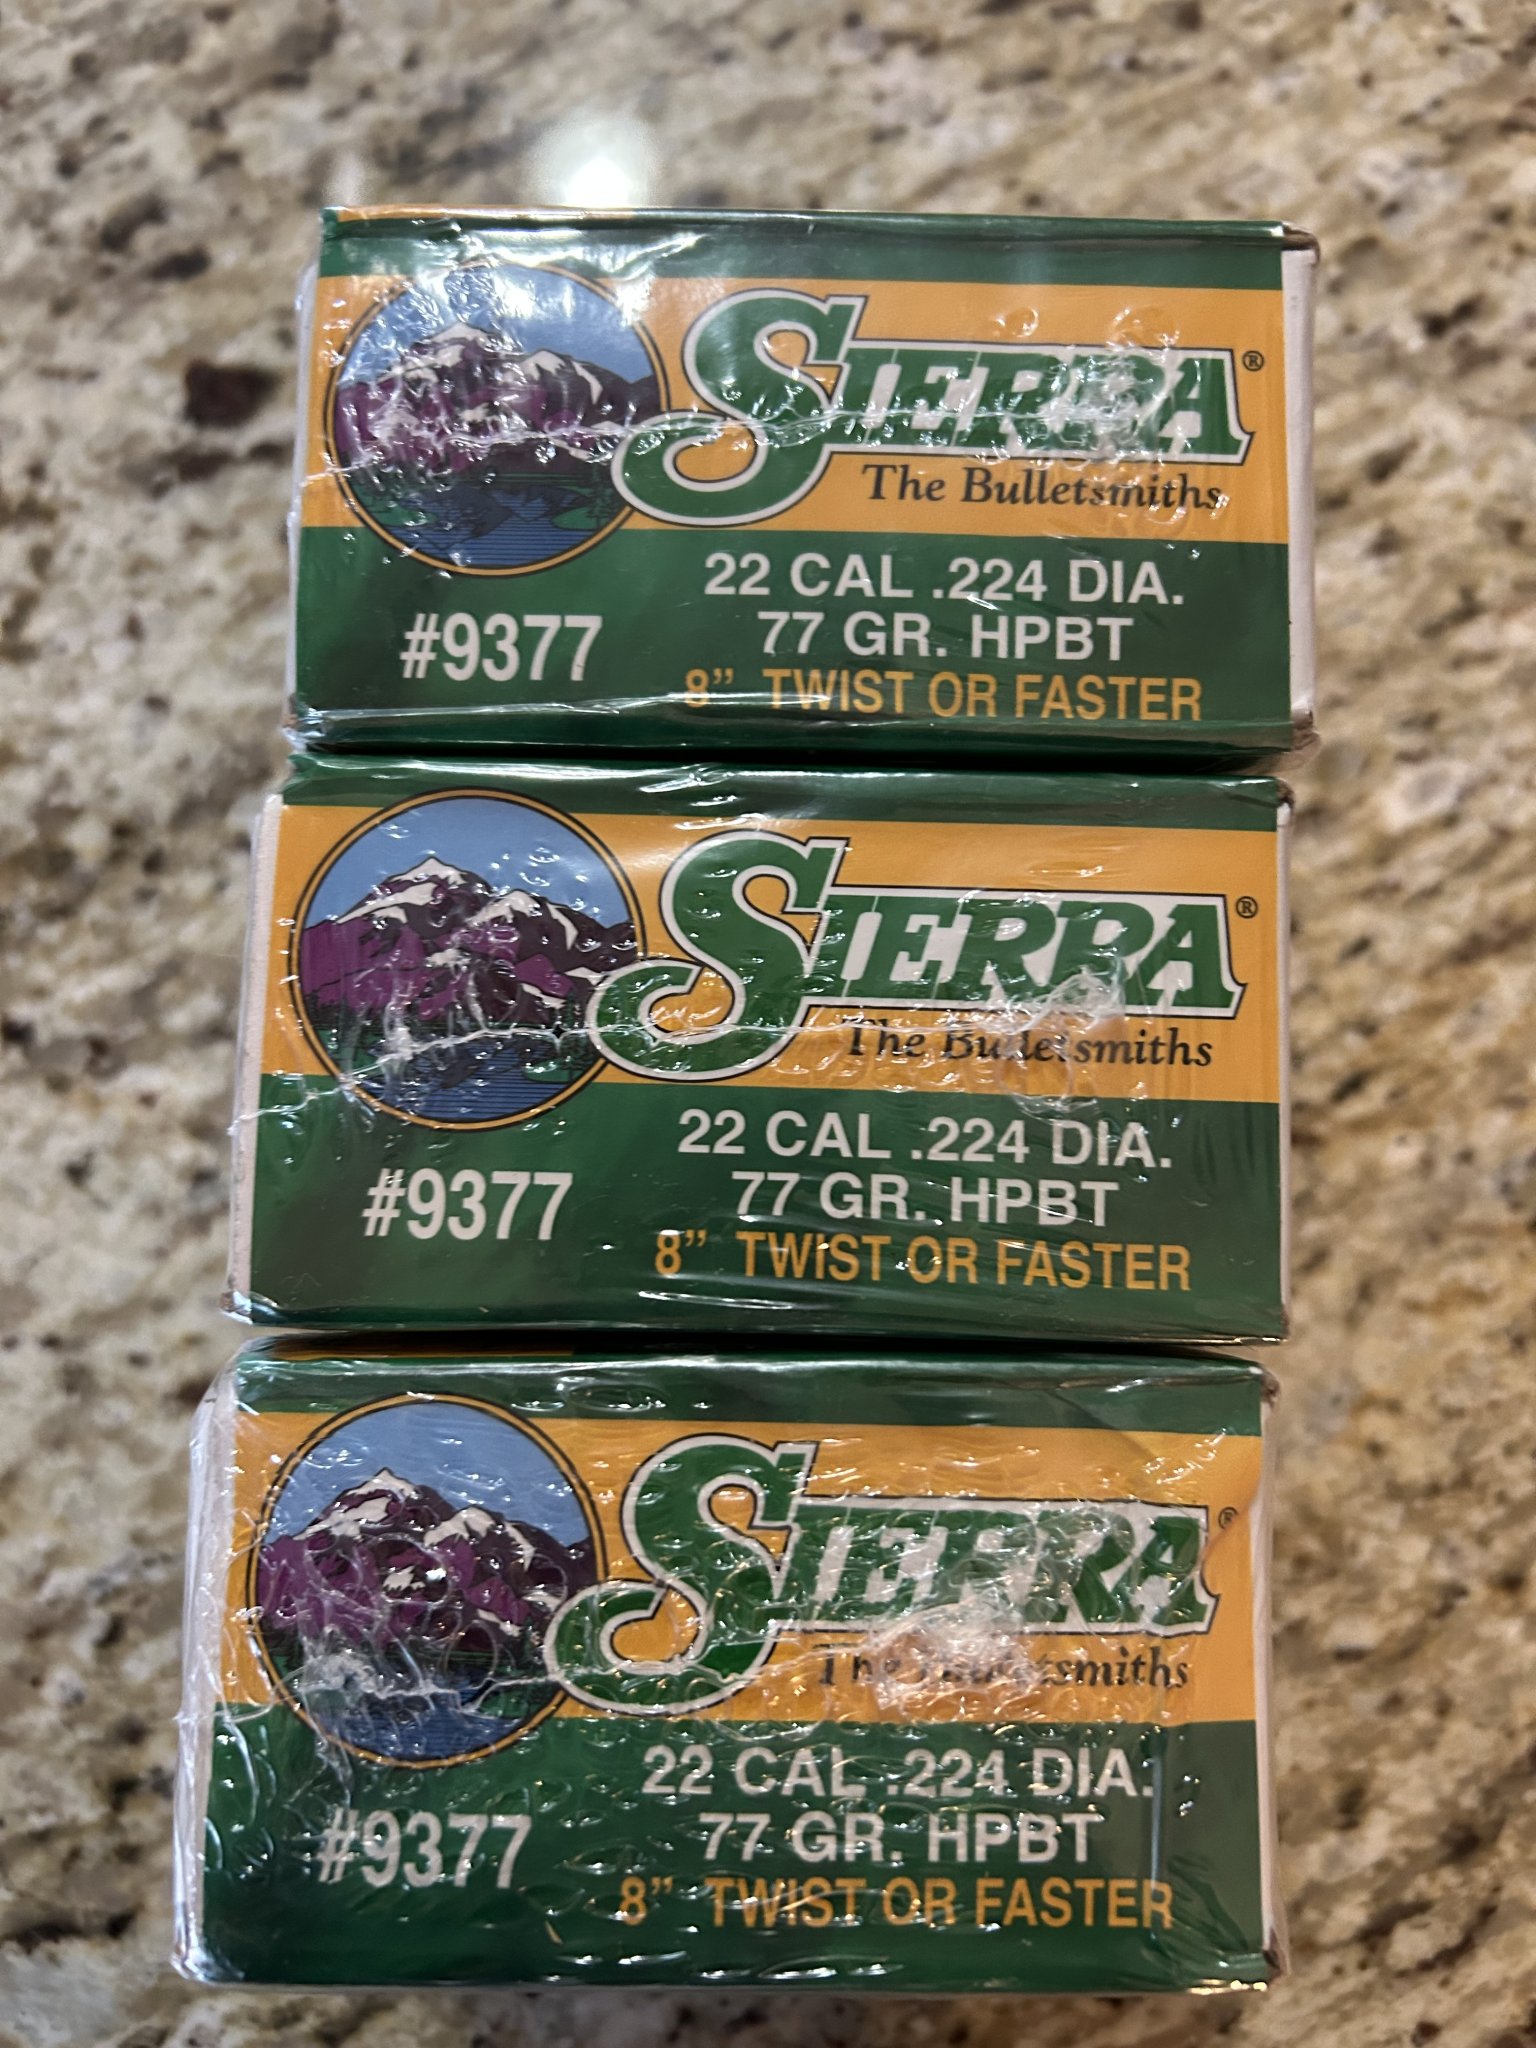 SIERRA®
The Bulletsmiths
22 CAL .224 DIA.
#9377
77 GR. HPBT
8” TWIST OR FASTER
SIERRA®
The Bulletsmiths
22 CAL .224 DIA.
#9377
77 GR. HPBT
8” TWIST OR FASTER
SIERRA®
The Bulletsmiths
22 CAL .224 DIA.
#9377
77 GR. HPBT
8” TWIST OR FASTER